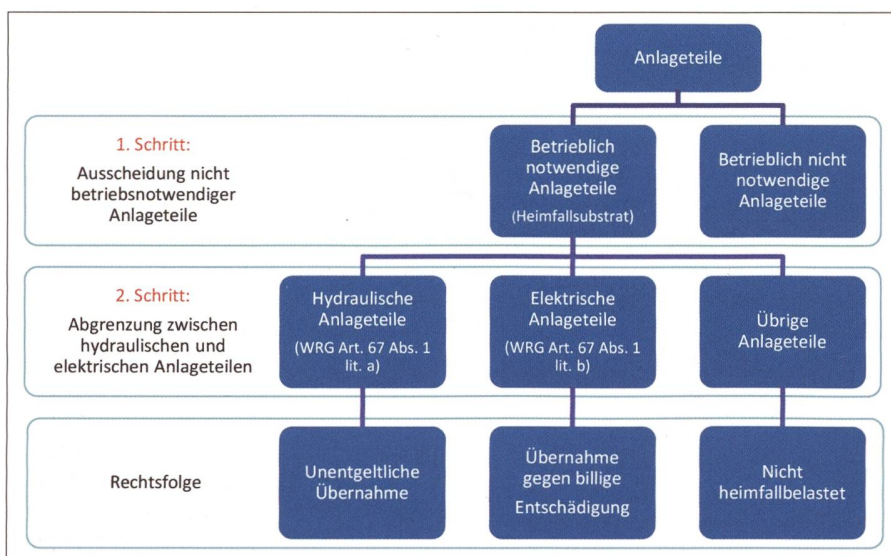 Anlageteile
1. Schritt:
Ausscheidung nicht
betriebsnotwendiger
Anlageteile
Betrieblich
notwendige
Anlageteile
(Heimfallsubstrat)
Betrieblich nicht
notwendige
Anlageteile
2. Schritt:
Abgrenzung zwischen
hydraulischen und
elektrischen Anlageteilen
Hydraulische
Anlageteile
(WRG Art. 67 Abs. 1
lit. a)
Elektrische
Anlageteile
(WRG Art. 67 Abs. 1
lit. b)
Übrige
Anlageteile
Rechtsfolge
Unentgeltliche
Übernahme
Übernahme
gegen billige
Entschädigung
Nicht
heimfallbelastet